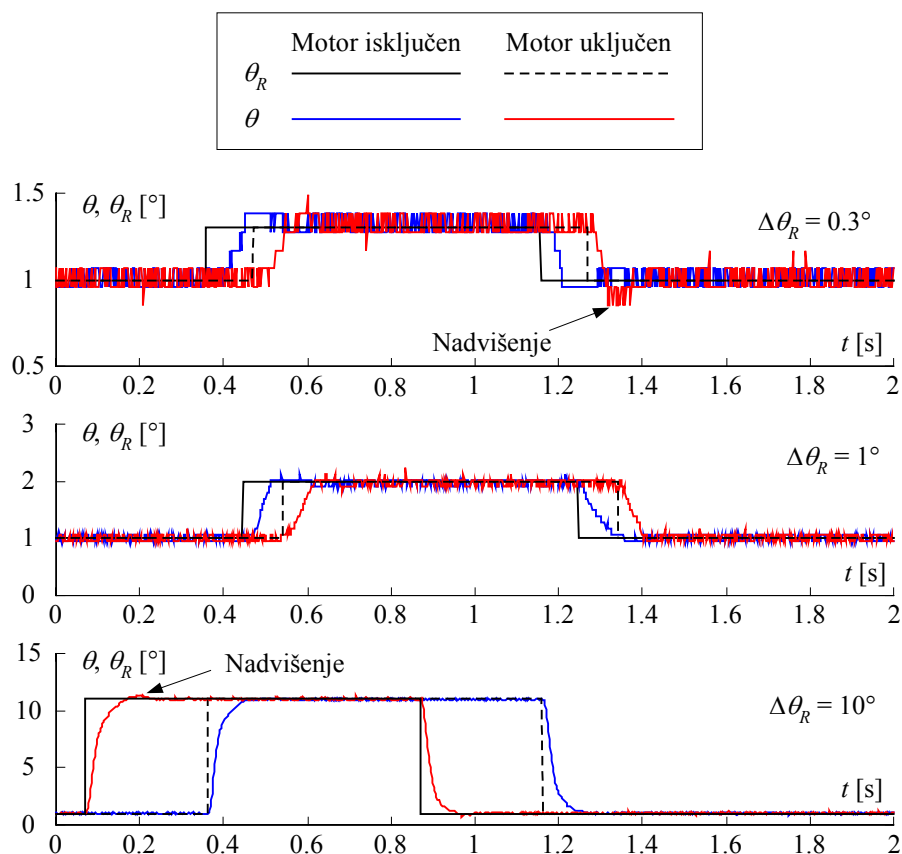 Motor isključen Motor uključen
θR
θ
1.5
θ, θR [°]
ΔθR = 0.3°
1
Nadvišenje
t [s]
0.5
0 0.2 0.4 0.6 0.8 1 1.2 1.4 1.6 1.8 2
3
θ, θR [°]
ΔθR = 1°
2
1
t [s]
0
0 0.2 0.4 0.6 0.8 1 1.2 1.4 1.6 1.8 2
15
θ, θR [°]
Nadvišenje
ΔθR = 10°
10
5
t [s]
0
0 0.2 0.4 0.6 0.8 1 1.2 1.4 1.6 1.8 2